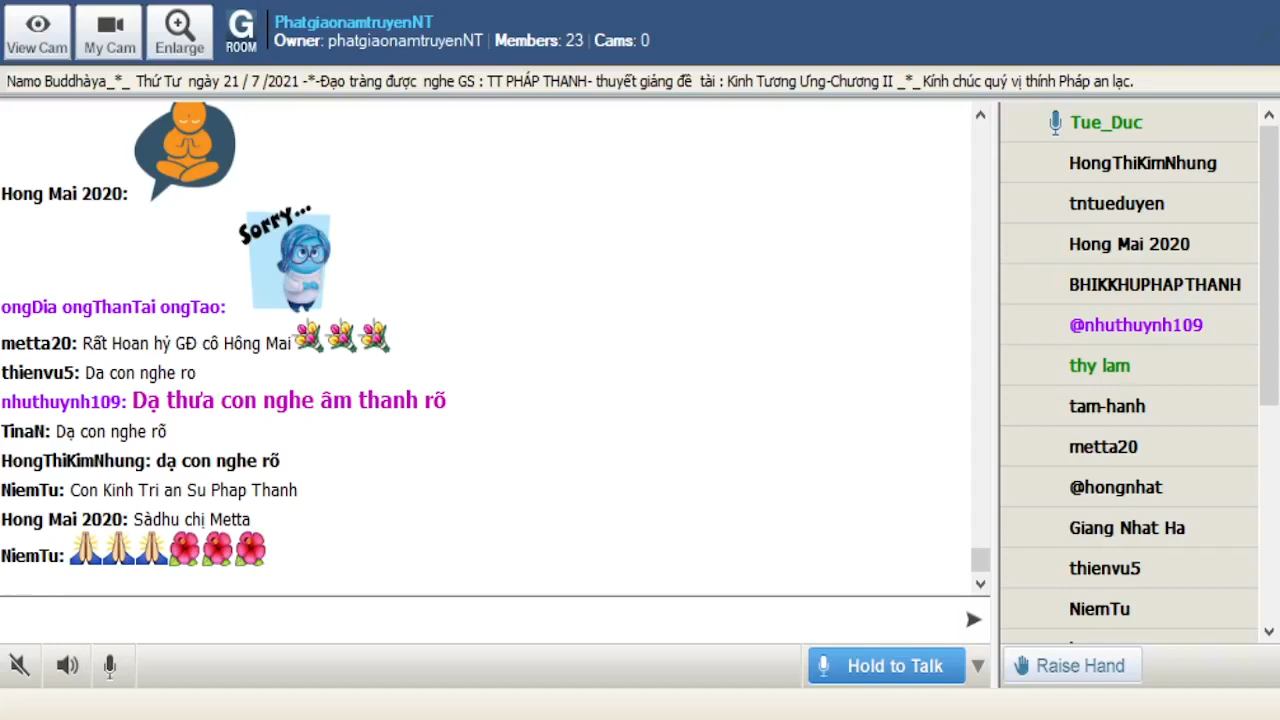 View Cam
My Cam
Enlarge
G
ROOM
PhatgiaonamtruyenNT
Owner: phatgiaonamtruyenNT | Members: 23 | Cams: 0
Namo Buddhàya_*_ Thứ Tư ngày 21 / 7 /2021 -*-Đạo tràng được nghe GS : TT PHÁP THANH- thuyết giảng đề tài : Kinh Tương Ưng-Chương II _*_Kính chúc quý vị thính Pháp an lạc.
Hong Mai 2020:
Sorry...
ongDia ongThanTai ongTao:
metta20: Rất Hoan hỷ GĐ cô Hồng Mai
thienvu5: Da con nghe ro
nhuthuynh109: Dạ thưa con nghe âm thanh rõ
TinaN: Dạ con nghe rõ
HongThiKimNhung: dạ con nghe rõ
NiemTu: Con Kinh Tri an Su Phap Thanh
Hong Mai 2020: Sàdhu chị Metta
NiemTu:
Hold to Talk
Tue_Duc
HongThiKimNhung
tntueduyen
Hong Mai 2020
BHIKKHUPHAPTHANH
@nhuthuynh109
thy lam
tam-hanh
metta20
@hongnhat
Giang Nhat Ha
thienvu5
NiemTu
Raise Hand